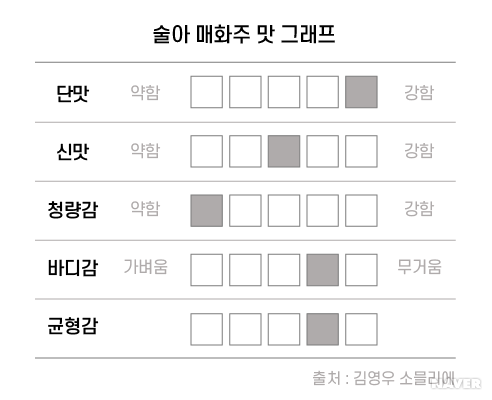 술아 매화주 맛 그래프
단맛 약함 강함
신맛 약함 강함
청량감 약함 강함
바디감 가벼움 무거움
균형감
출처 : 김영우 소믈리에
NAVER